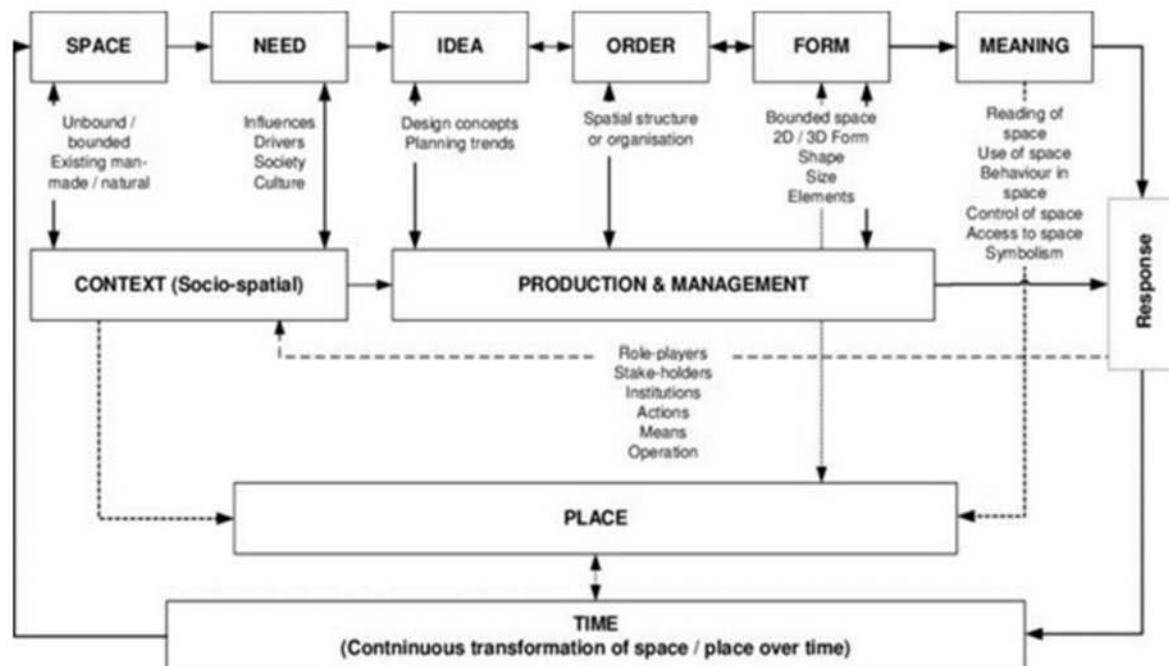 SPACE
NEED
IDEA
ORDER
FORM
MEANING
Unbound /
bounded
Existing man-
made / natural
Influences
Drivers
Society
Culture
Design concepts
Planning trends
Spatial structure
or organisation
Bounded space
2D / 3D Form
Shape
Size
Elements
Reading of
space
Use of space
Behaviour in
space
Control of space
Access to space
Symbolism
Response
CONTEXT (Socio-spatial)
PRODUCTION & MANAGEMENT
Role-players
Stake-holders
Institutions
Actions
Means
Operation
PLACE
TIME
(Contninuous transformation of space / place over time)